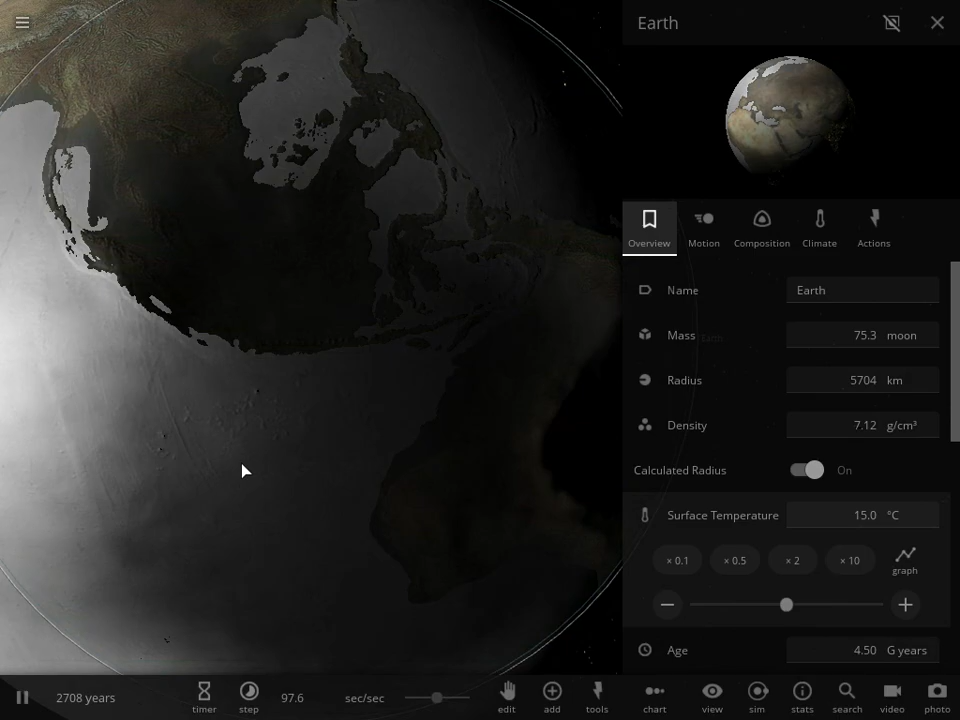 Earth
Overview
Motion
Composition
Climate
Actions
Name Earth
Mass 75.3 moon
Earth
Radius 5704 km
Density 7.12 g/cm³
Calculated Radius On
Surface Temperature 15.0 °C
× 0.1 × 0.5 × 2 × 10 graph
Age 4.50 G years
2708 years
timer
step
97.6 sec/sec
edit
add
tools
chart
view
sim
stats
search
video
photo